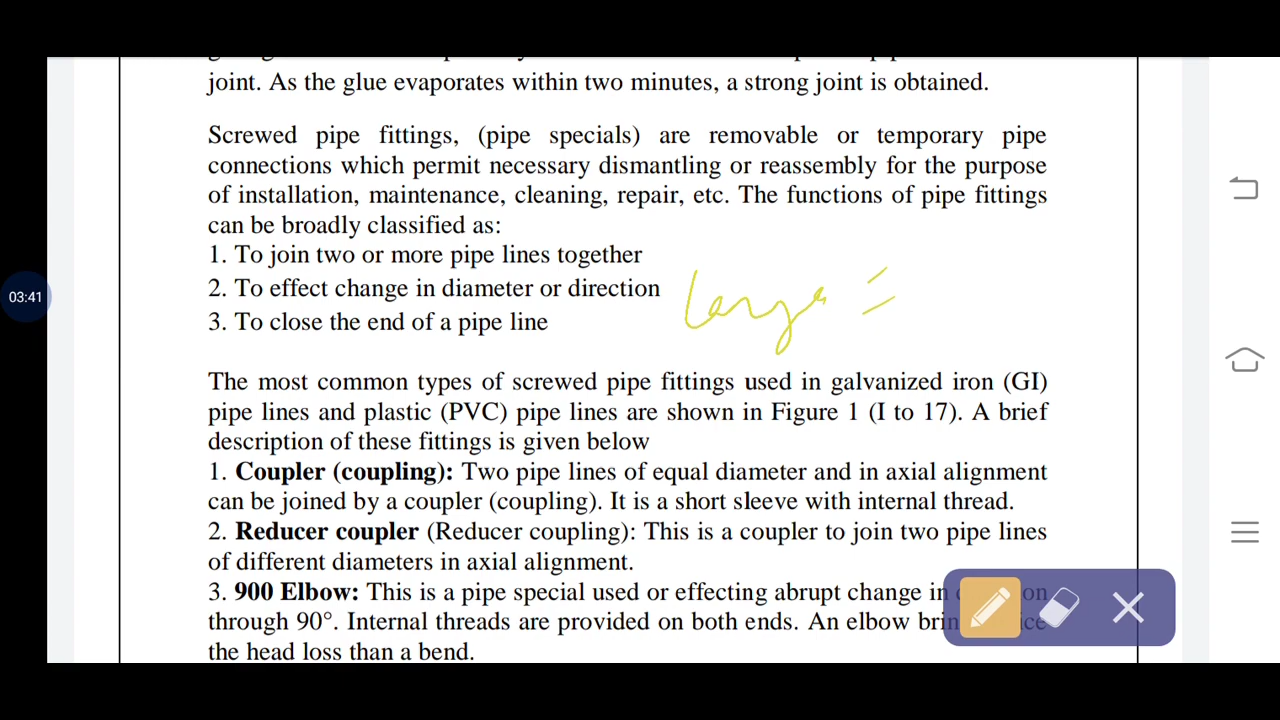 joint. As the glue evaporates within two minutes, a strong joint is obtained.
Screwed pipe fittings, (pipe specials) are removable or temporary pipe
connections which permit necessary dismantling or reassembly for the purpose
of installation, maintenance, cleaning, repair, etc. The functions of pipe fittings
can be broadly classified as:
1. To join two or more pipe lines together
2. To effect change in diameter or direction
3. To close the end of a pipe line
03:41
The most common types of screwed pipe fittings used in galvanized iron (GI)
pipe lines and plastic (PVC) pipe lines are shown in Figure 1 (I to 17). A brief
description of these fittings is given below
1. Coupler (coupling): Two pipe lines of equal diameter and in axial alignment
can be joined by a coupler (coupling). It is a short sleeve with internal thread.
2. Reducer coupler (Reducer coupling): This is a coupler to join two pipe lines
of different diameters in axial alignment.
3. 900 Elbow: This is a pipe special used or effecting abrupt change in
through 90°. Internal threads are provided on both ends. An elbow
the head loss than a bend.